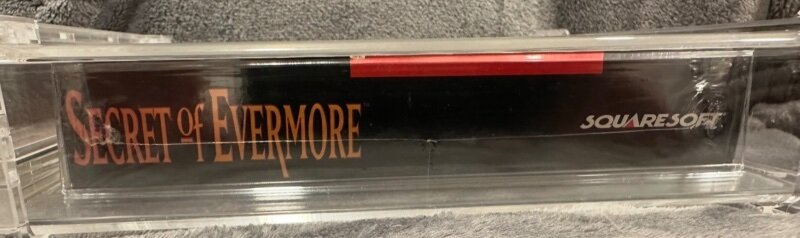 SECRET of EVERMORE
SQUARESOFT